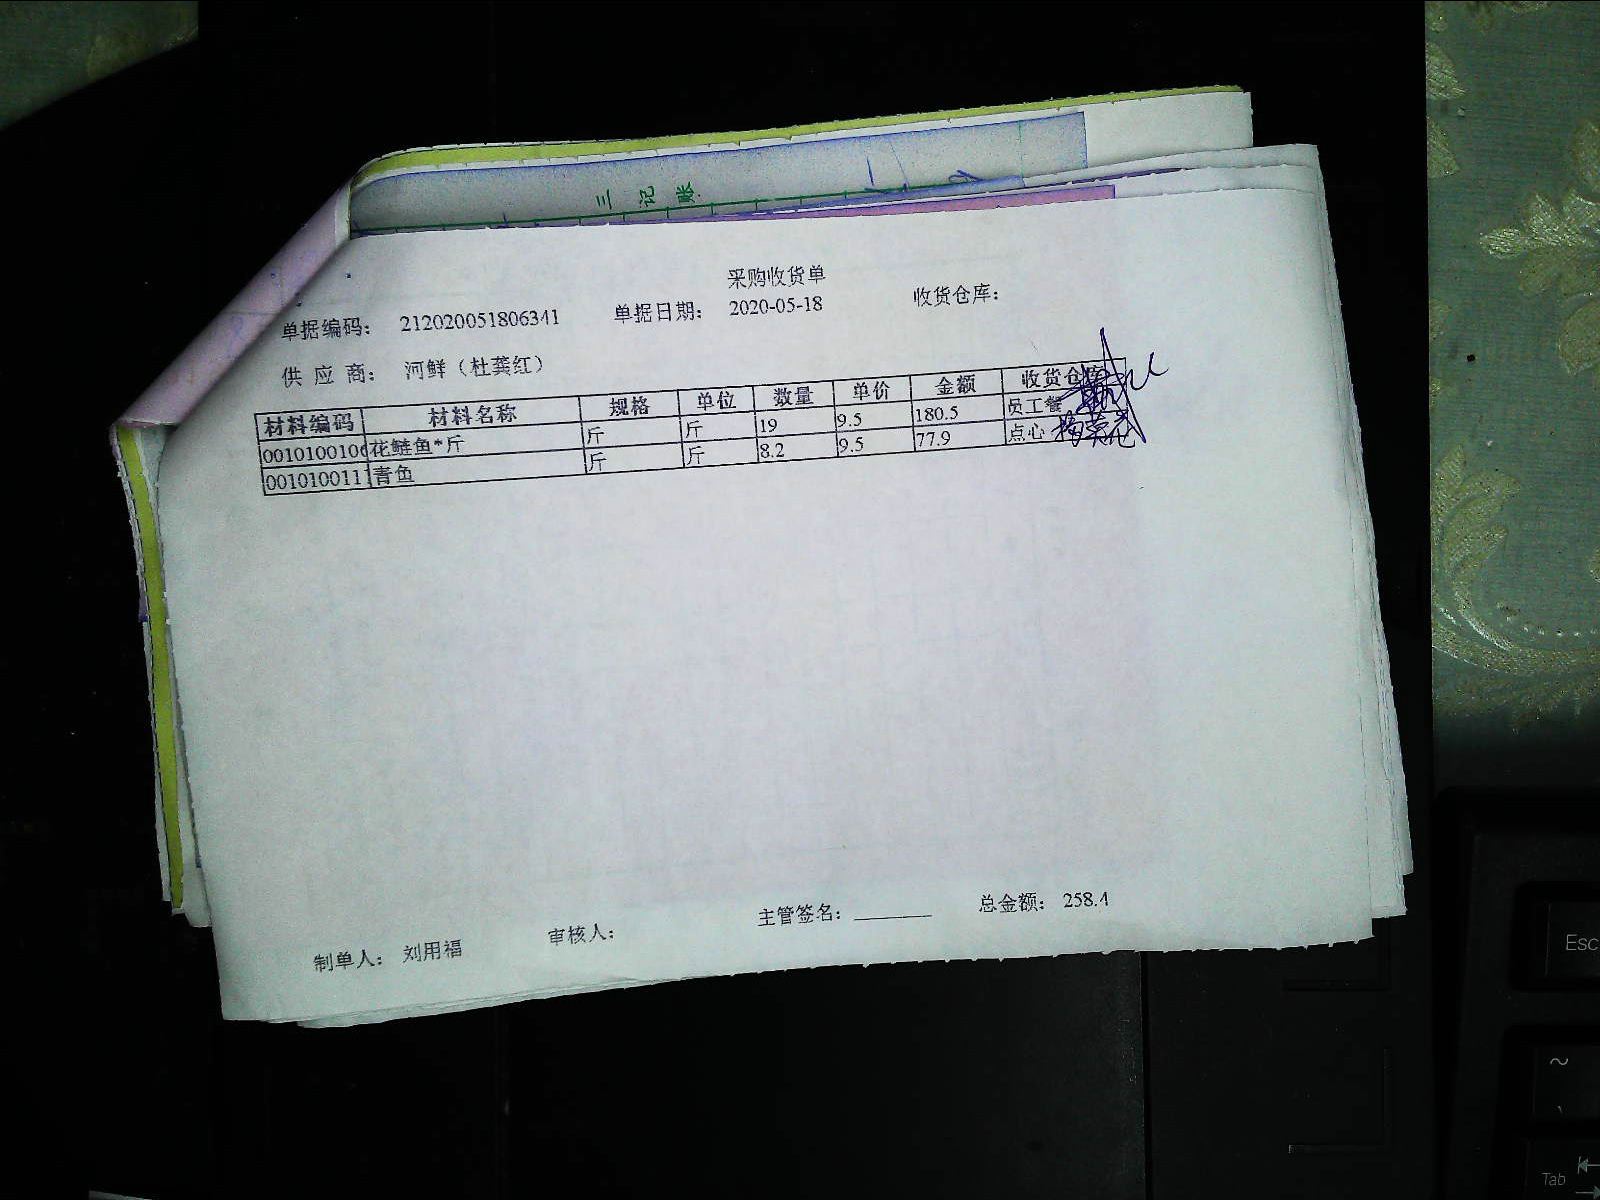 三 记 账
采购收货单
单据编码： 212020051806341 单据日期： 2020-05-18 收货仓库：
供 应 商： 河鲜（杜龚红）
材料编码 材料名称 规格 单位 数量 单价 金额 收货仓库
0010100106 花鲢鱼*斤 斤 斤 19 9.5 180.5 员工餐
001010011 青鱼 斤 斤 8.2 9.5 77.9 点心
制单人： 刘用福 审核人： 主管签名： 总金额： 258.4
Esc
~
Tab